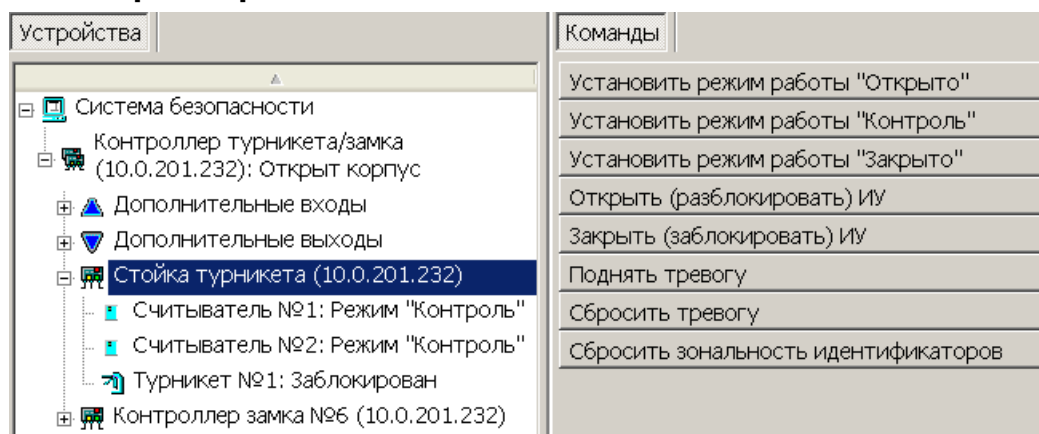 Устройства
Система безопасности
Контроллер турникета/замка
(10.0.201.232): Открыт корпус
Дополнительные входы
Дополнительные выходы
Стойка турникета (10.0.201.232)
Считыватель №1: Режим "Контроль"
Считыватель №2: Режим "Контроль"
Турникет №1: Заблокирован
Контроллер замка №6 (10.0.201.232)
Команды
Установить режим работы "Открыто"
Установить режим работы "Контроль"
Установить режим работы "Закрыто"
Открыть (разблокировать) ИУ
Закрыть (заблокировать) ИУ
Поднять тревогу
Сбросить тревогу
Сбросить зональность идентификаторов